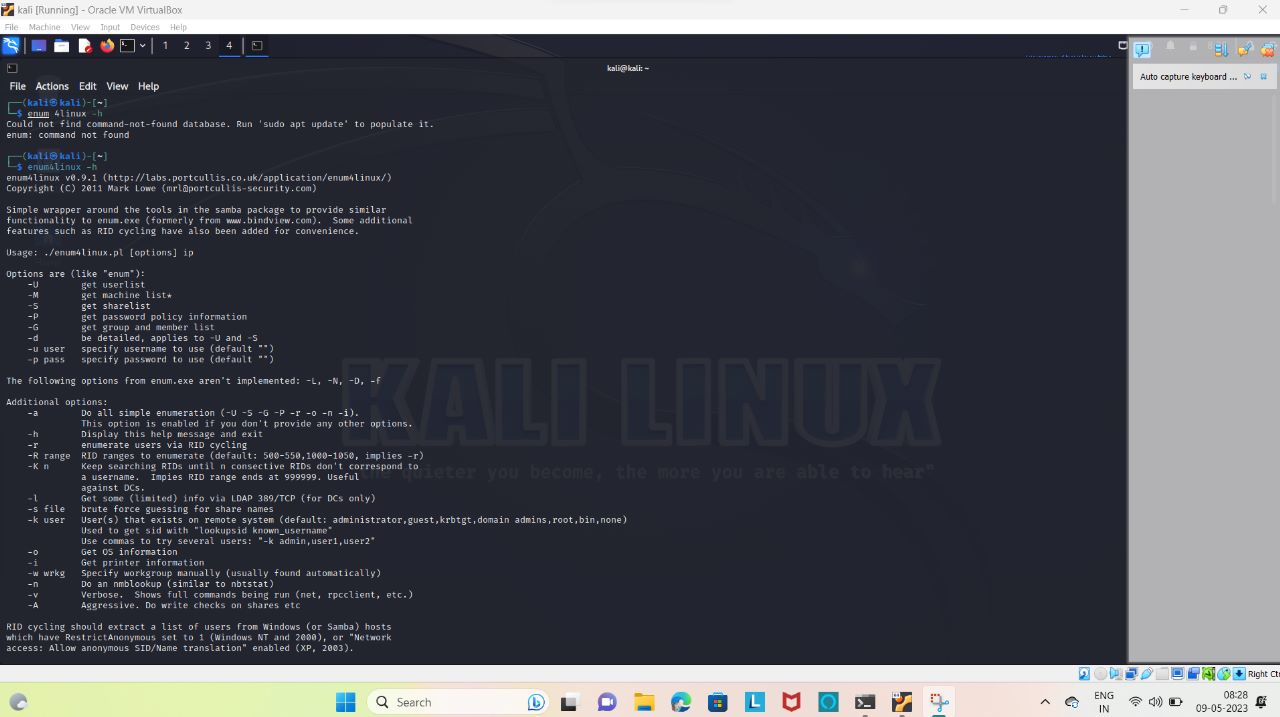 kali [Running] - Oracle VM VirtualBox
File Machine View Input Devices Help
1 2 3 4
kali@kali: ~
Auto capture keyboard ...
File Actions Edit View Help
┌──(kali㉿kali)-[~]
└─$ enum 4linux -h
Could not find command-not-found database. Run 'sudo apt update' to populate it.
enum: command not found
┌──(kali㉿kali)-[~]
└─$ enum4linux -h
enum4linux v0.9.1 (http://labs.portcullis.co.uk/application/enum4linux/)
Copyright (C) 2011 Mark Lowe (mrl@portcullis-security.com)
Simple wrapper around the tools in the samba package to provide similar
functionality to enum.exe (formerly from www.bindview.com). Some additional
features such as RID cycling have also been added for convenience.
Usage: ./enum4linux.pl [options] ip
Options are (like "enum"):
-U get userlist
-M get machine list*
-S get sharelist
-P get password policy information
-G get group and member list
-d be detailed, applies to -U and -S
-u user specify username to use (default "")
-p pass specify password to use (default "")
The following options from enum.exe aren't implemented: -L, -N, -D, -f
Additional options:
-a Do all simple enumeration (-U -S -G -P -r -o -n -i).
This option is enabled if you don't provide any other options.
-h Display this help message and exit
-r enumerate users via RID cycling
-R range RID ranges to enumerate (default: 500-550,1000-1050, implies -r)
-K n Keep searching RIDs until n consective RIDs don't correspond to
a username. Impies RID range ends at 999999. Useful
against DCs.
-l Get some (limited) info via LDAP 389/TCP (for DCs only)
-s file brute force guessing for share names
-k user User(s) that exists on remote system (default: administrator,guest,krbtgt,domain admins,root,bin,none)
Used to get sid with "lookupsid known_username"
Use commas to try several users: "-k admin,user1,user2"
-o Get OS information
-i Get printer information
-w wrkg Specify workgroup manually (usually found automatically)
-n Do an nmblookup (similar to nbtstat)
-v Verbose. Shows full commands being run (net, rpcclient, etc.)
-A Aggressive. Do write checks on shares etc
RID cycling should extract a list of users from Windows (or Samba) hosts
which have RestrictAnonymous set to 1 (Windows NT and 2000), or "Network
access: Allow anonymous SID/Name translation" enabled (XP, 2003).
KALI LINUX
the quieter you become, the more you are able to hear"
Right Ctrl
Search
ENG
IN
08:28
09-05-2023